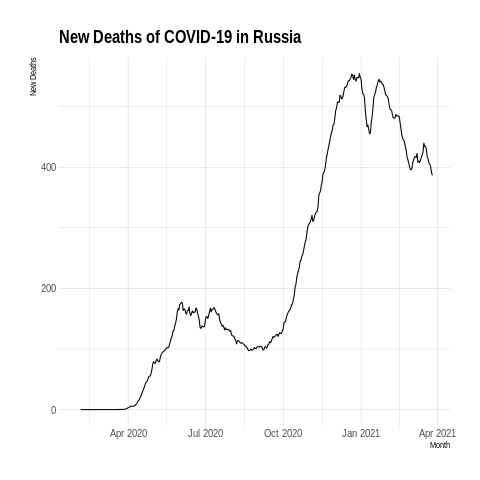 New Deaths of COVID-19 in Russia
New Deaths
400
200
0
Apr 2020 Jul 2020 Oct 2020 Jan 2021 Apr 2021
Month